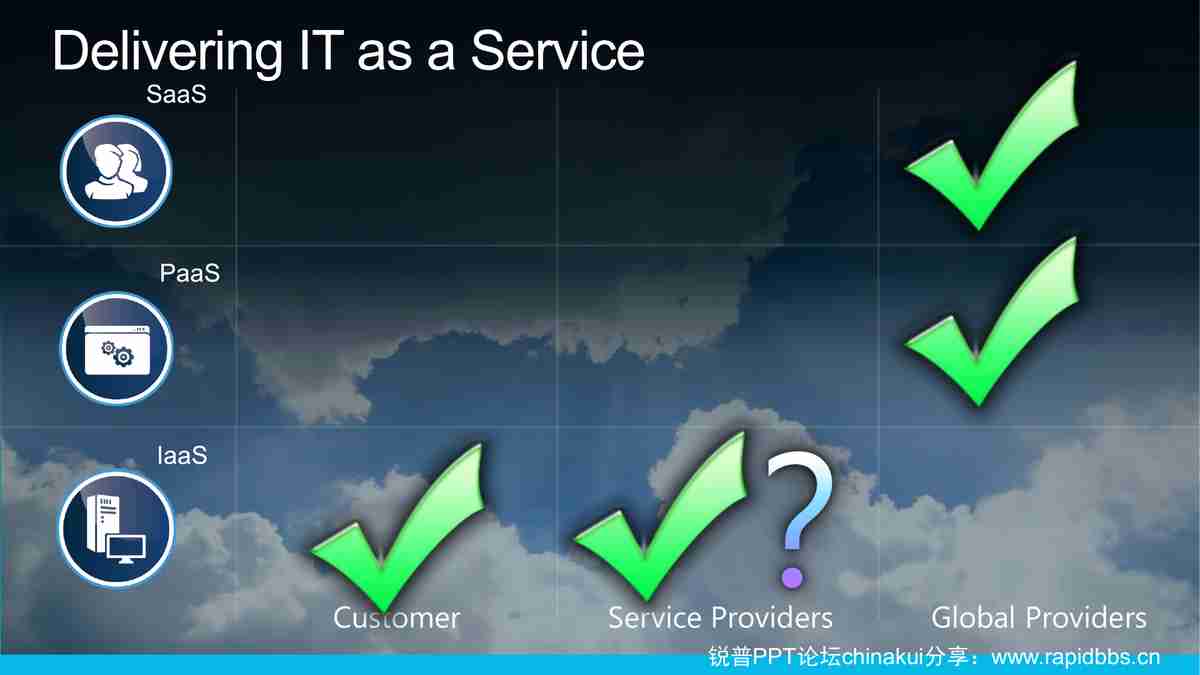 Delivering IT as a Service
SaaS
PaaS
IaaS
?
Customer
Service Providers
Global Providers
锐普PPT论坛chinakui分享：www.rapidbbs.cn